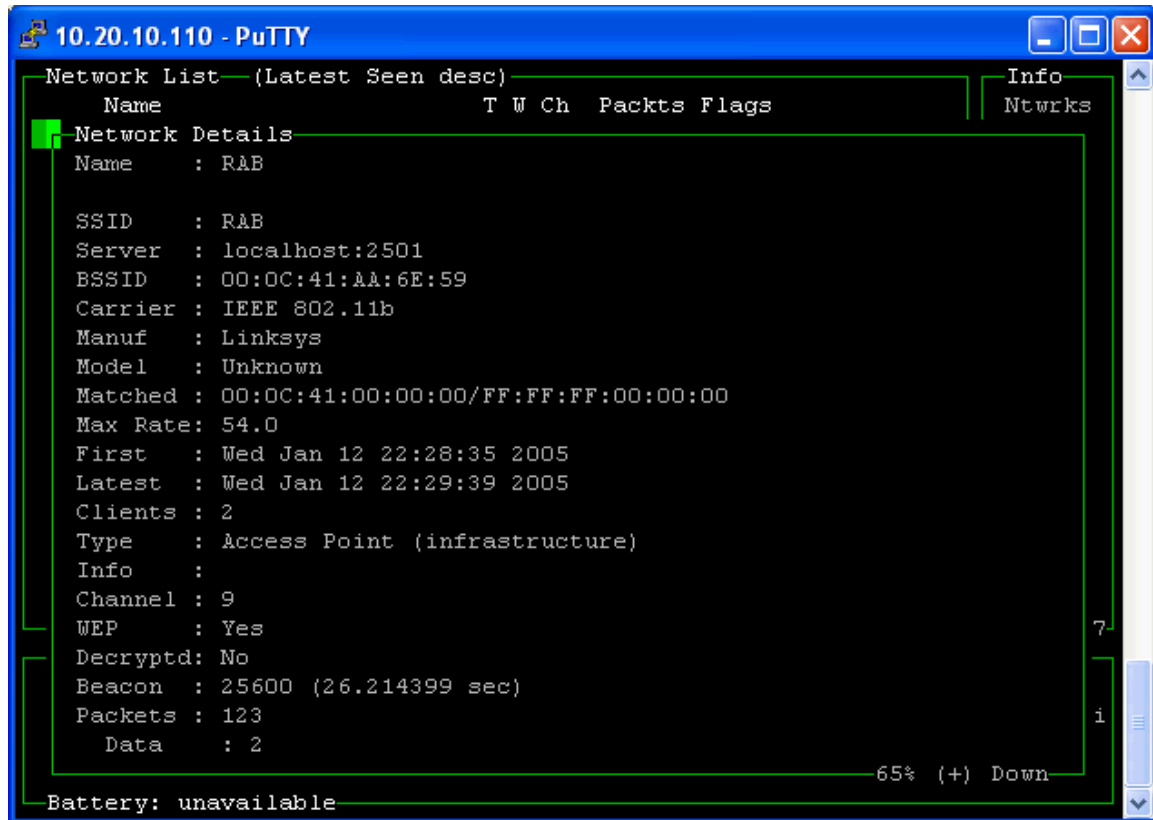 10.20.10.110 - PuTTY
Network List (Latest Seen desc) Info
Name T W Ch Packts Flags Ntwrks
Network Details
Name : RAB
SSID : RAB
Server : localhost:2501
BSSID : 00:0C:41:AA:6E:59
Carrier : IEEE 802.11b
Manuf : Linksys
Model : Unknown
Matched : 00:0C:41:00:00:00/FF:FF:FF:00:00:00
Max Rate: 54.0
First : Wed Jan 12 22:28:35 2005
Latest : Wed Jan 12 22:29:39 2005
Clients : 2
Type : Access Point (infrastructure)
Info :
Channel : 9
WEP : Yes 7
Decryptd: No
Beacon : 25600 (26.214399 sec)
Packets : 123 i
Data : 2
65% (+) Down
Battery: unavailable